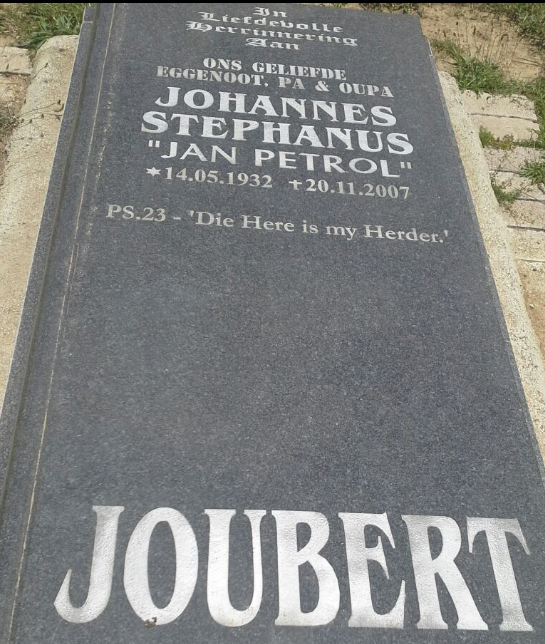 In
Liefdevolle
Herrinnering
Aan
ONS GELIEFDE
EGGENOOT, PA & OUPA
JOHANNES
STEPHANUS
"JAN PETROL"
*14.05.1932 ✝20.11.2007
PS.23 - 'Die Here is my Herder.'
JOUBERT